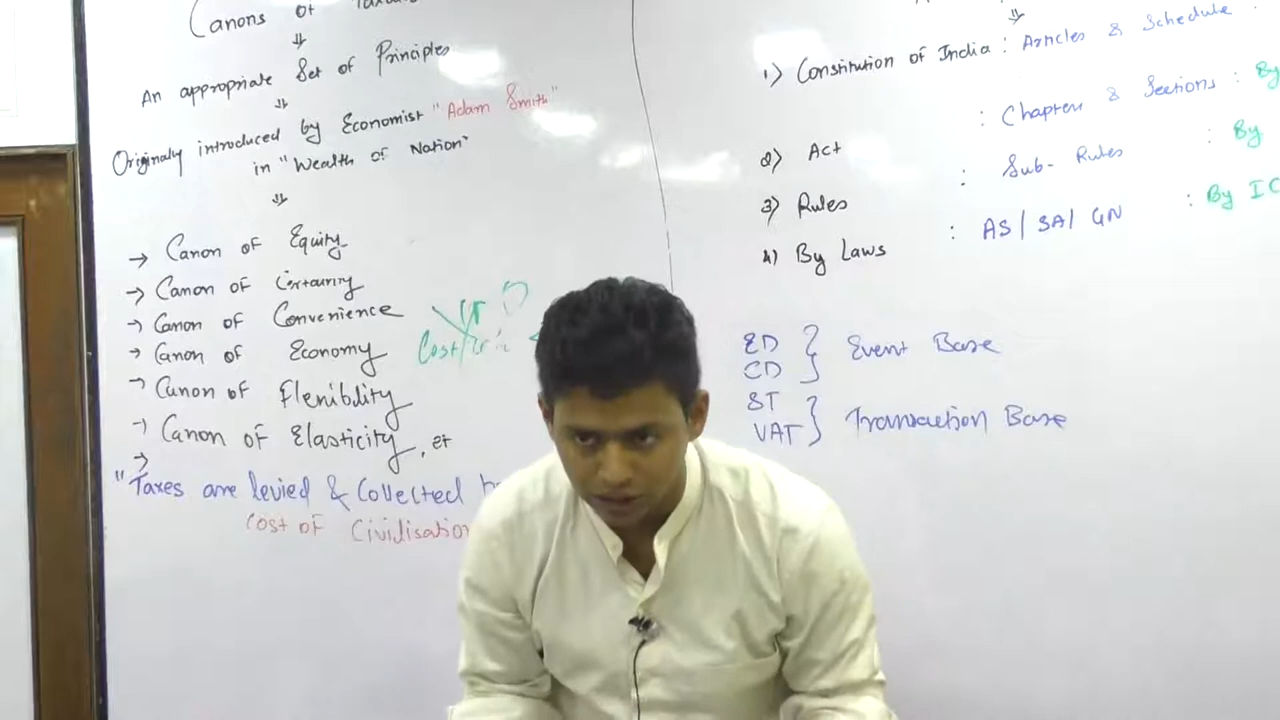 Canons of
⇓
An appropriate Set of Principles
⇓
Originaly introduced by Economist "Adam Smith"
in "Wealth of Nation"
⇓
→ Canon of Equity
→ Canon of Certainity
→ Canon of Convenience
→ Canon of Economy
→ Canon of Flexibility
→ Canon of Elasticity, et
→
"Taxes are levied & Collected
Cost of Civilisation
Cost
⇓
1) Constitution of India : Articles & Schedule :
2) Act : Chapters & Sections : By
3) Rules : Sub- Rules : By
4) By Laws : AS / SA / GN : By IC
ED } Event Base
CD
ST } Transaction Base
VAT